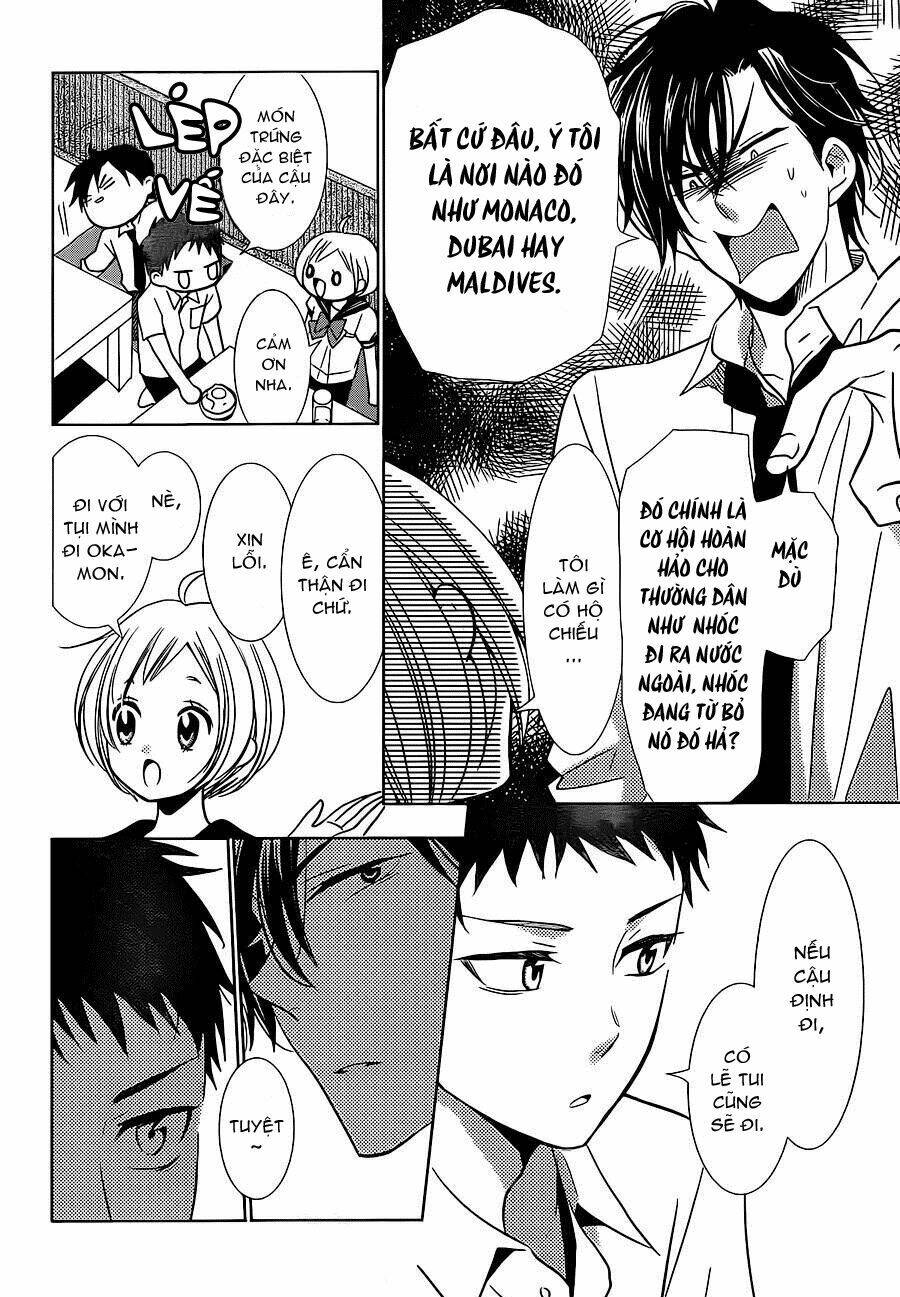 BẤT CỨ ĐÂU, Ý TÔI
LÀ NƠI NÀO ĐÓ
NHƯ MONACO,
DUBAI HAY
MALDIVES.
MẶC
DÙ
ĐÓ CHÍNH LÀ
CƠ HỘI HOÀN
HẢO CHO
THƯỜNG DÂN
NHƯ NHÓC
ĐI RA NƯỚC
NGOÀI, NHÓC
ĐANG TỪ BỎ
NÓ ĐÓ HẢ?
TÔI
LÀM GÌ
CÓ HỘ
CHIẾU
...
MÓN
TRỨNG
ĐẶC BIỆT
CỦA CẬU
ĐÂY.
LÉP
VÉ
CẢM
ƠN
NHA.
Ê, CẨN
THẬN ĐI
CHỨ.
XIN
LỖI.
NÈ,
ĐI VỚI
TỤI MÌNH
ĐI OKA-
MON.
NẾU
CẬU
ĐỊNH
ĐI,
CÓ
LẼ TUI
CŨNG
SẼ ĐI.
TUYỆT
~